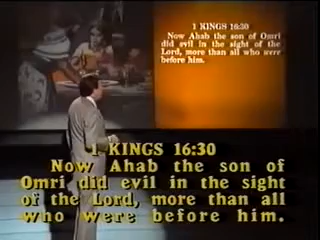 1 KINGS 16:30
Now Ahab the son of Omri
did evil in the sight of the
Lord, more than all who were
before him.
1 KINGS 16:30
Now Ahab the son of
Omri did evil in the sight
of the Lord, more than all
who were before him.